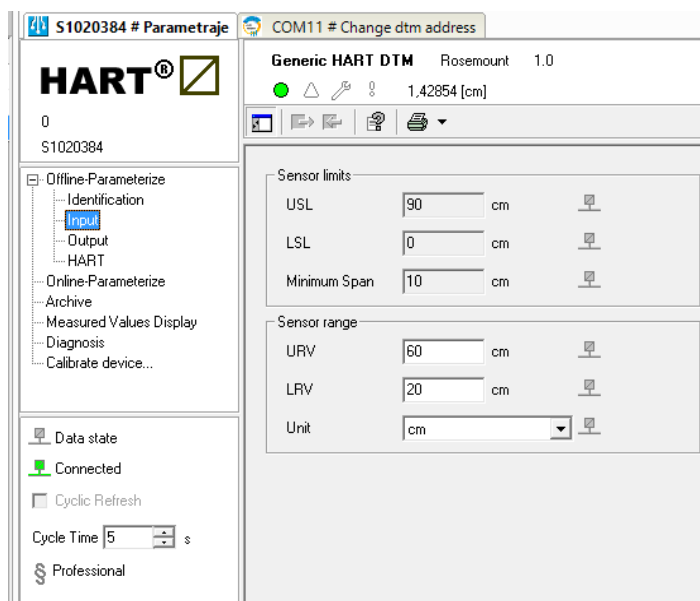 S1020384 # Parametraje
COM11 # Change dtm address
HART®
0
S1020384
Generic HART DTM Rosemount 1.0
1,42854 [cm]
Offline-Parameterize
Identification
Input
Output
HART
Online-Parameterize
Archive
Measured Values Display
Diagnosis
Calibrate device...
Sensor limits
USL 90 cm
LSL 0 cm
Minimum Span 10 cm
Sensor range
URV 60 cm
LRV 20 cm
Unit cm
Data state
Connected
Cyclic Refresh
Cycle Time 5 s
§ Professional